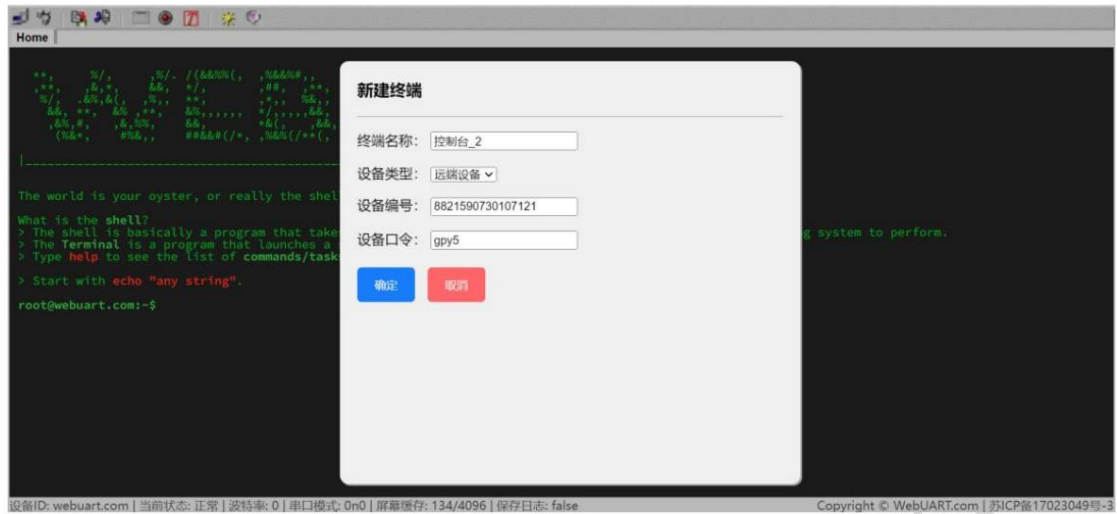 Home
新建终端
终端名称： 控制台_2
设备类型： 远端设备
设备编号： 8821590730107121
设备口令： gpy5
确定 取消
The world is your oyster, or really the shel
What is the shell?
> The shell is basically a program that take
g system to perform.
> The Terminal is a program that launches a
> Type help to see the list of commands/task
> Start with echo "any string".
root@webuart.com:~$
设备ID: webuart.com | 当前状态: 正常 | 波特率: 0 | 串口模式: 0n0 | 屏幕缓存: 134/4096 | 保存日志: false
Copyright © WebUART.com | 苏ICP备17023049号-3